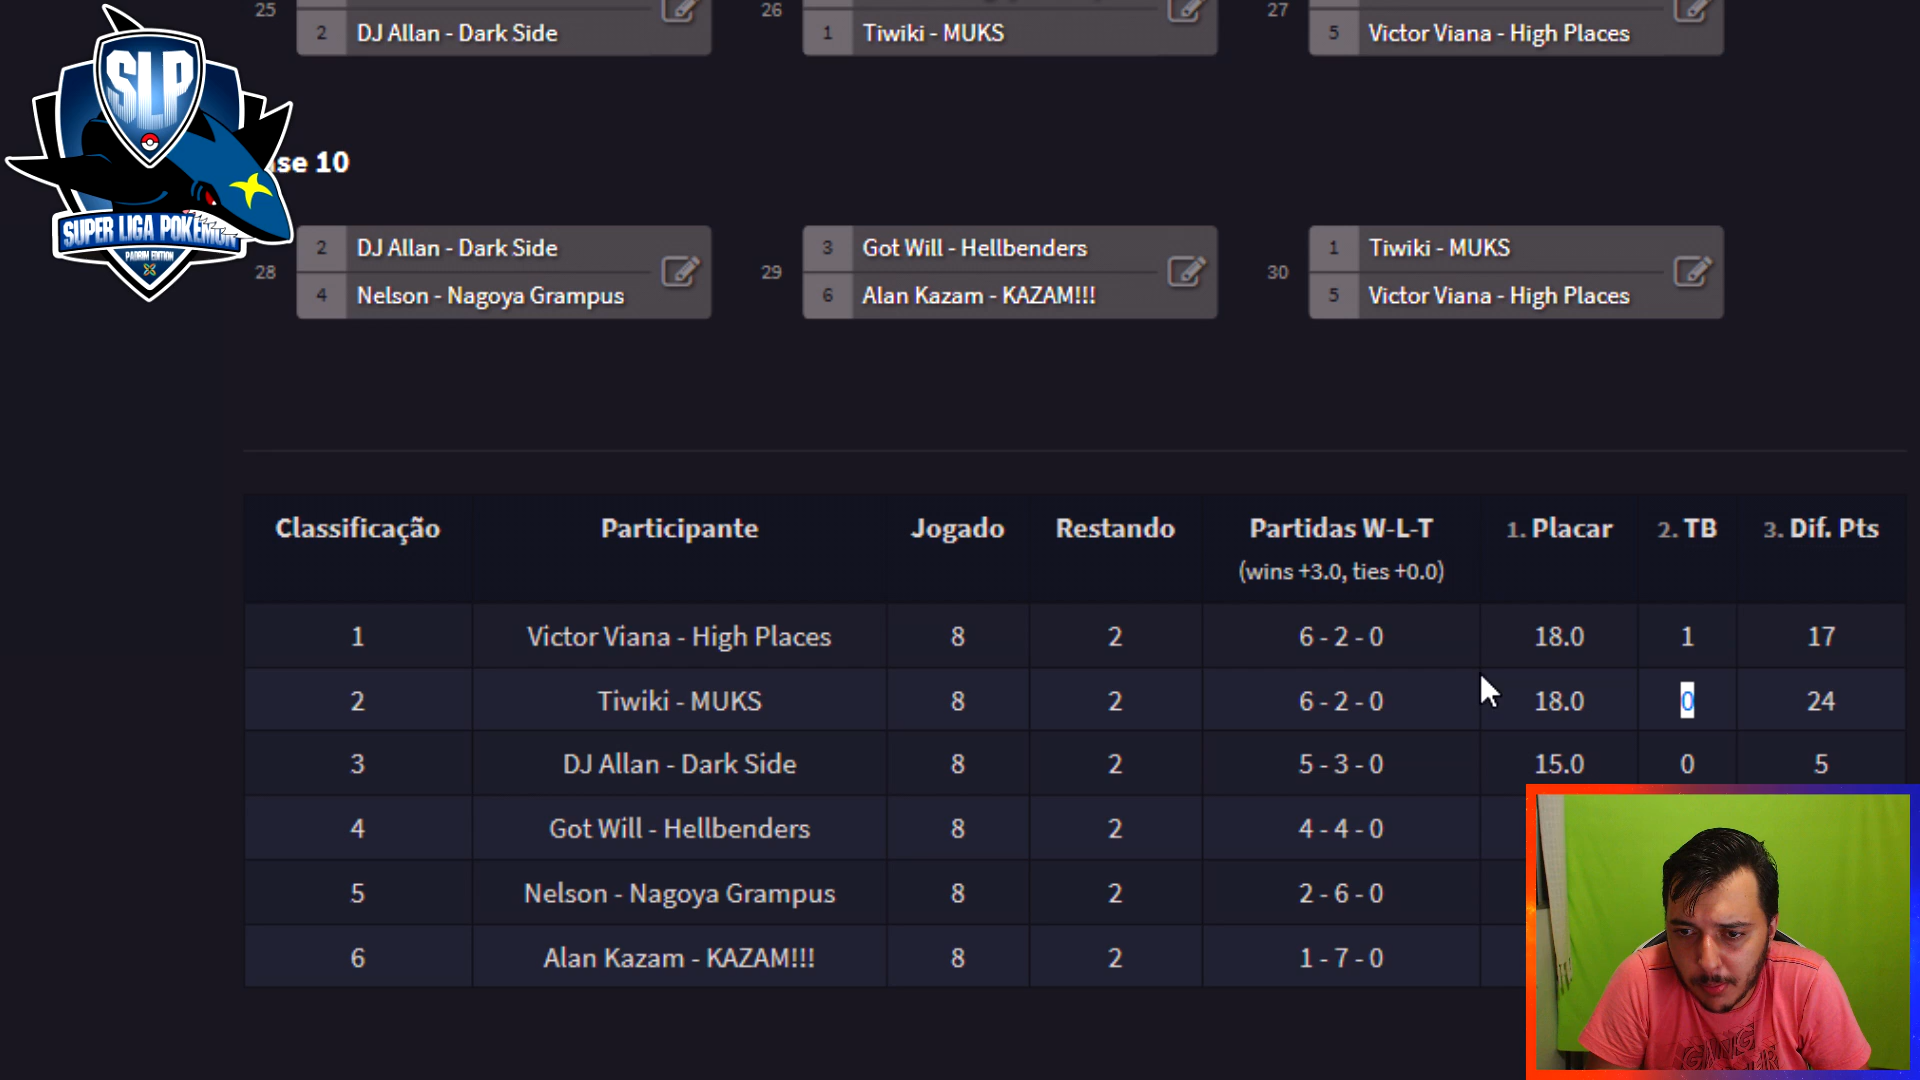 25
2 DJ Allan - Dark Side
26
1 Tiwiki - MUKS
27
5 Victor Viana - High Places
SLP
SUPER LIGA POKÉMON
PADRIM EDITION
se 10
28
2 DJ Allan - Dark Side
4 Nelson - Nagoya Grampus
29
3 Got Will - Hellbenders
6 Alan Kazam - KAZAM!!!
30
1 Tiwiki - MUKS
5 Victor Viana - High Places
Classificação Participante Jogado Restando Partidas W-L-T 1. Placar 2. TB 3. Dif. Pts
(wins +3.0, ties +0.0)
1 Victor Viana - High Places 8 2 6 - 2 - 0 18.0 1 17
2 Tiwiki - MUKS 8 2 6 - 2 - 0 18.0 0 24
3 DJ Allan - Dark Side 8 2 5 - 3 - 0 15.0 0 5
4 Got Will - Hellbenders 8 2 4 - 4 - 0
5 Nelson - Nagoya Grampus 8 2 2 - 6 - 0
6 Alan Kazam - KAZAM!!! 8 2 1 - 7 - 0